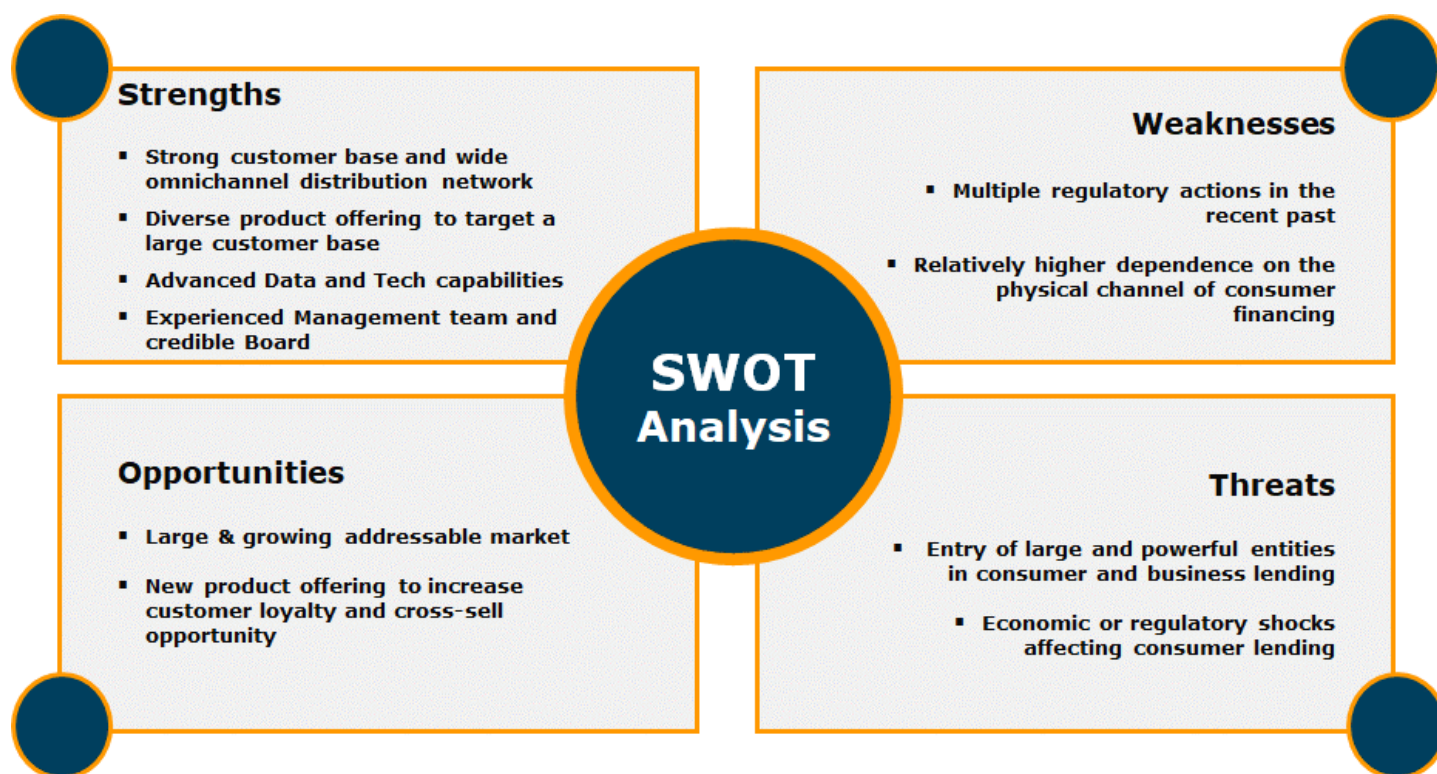 Strengths
▪ Strong customer base and wide
omnichannel distribution network
▪ Diverse product offering to target a
large customer base
▪ Advanced Data and Tech capabilities
▪ Experienced Management team and
credible Board
Weaknesses
▪ Multiple regulatory actions in the
recent past
▪ Relatively higher dependence on the
physical channel of consumer
financing
SWOT
Analysis
Opportunities
▪ Large & growing addressable market
▪ New product offering to increase
customer loyalty and cross-sell
opportunity
Threats
▪ Entry of large and powerful entities
in consumer and business lending
▪ Economic or regulatory shocks
affecting consumer lending